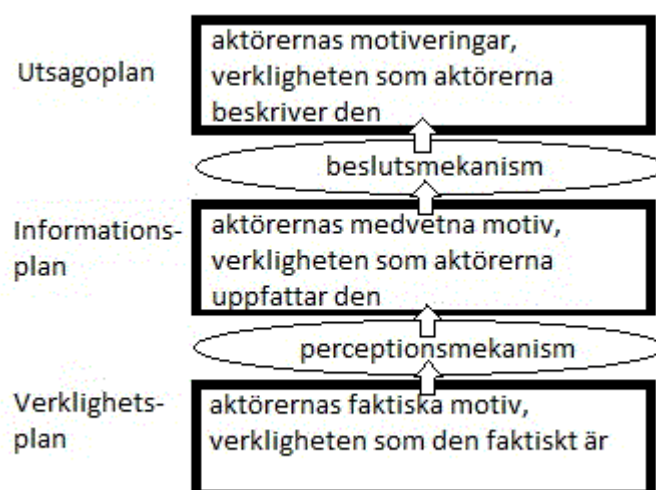 Utsagoplan
aktörernas motiveringar,
verkligheten som aktörerna
beskriver den
beslutsmekanism
Informations-
plan
aktörernas medvetna motiv,
verkligheten som aktörerna
uppfattar den
perceptionsmekanism
Verklighets-
plan
aktörernas faktiska motiv,
verkligheten som den faktiskt är